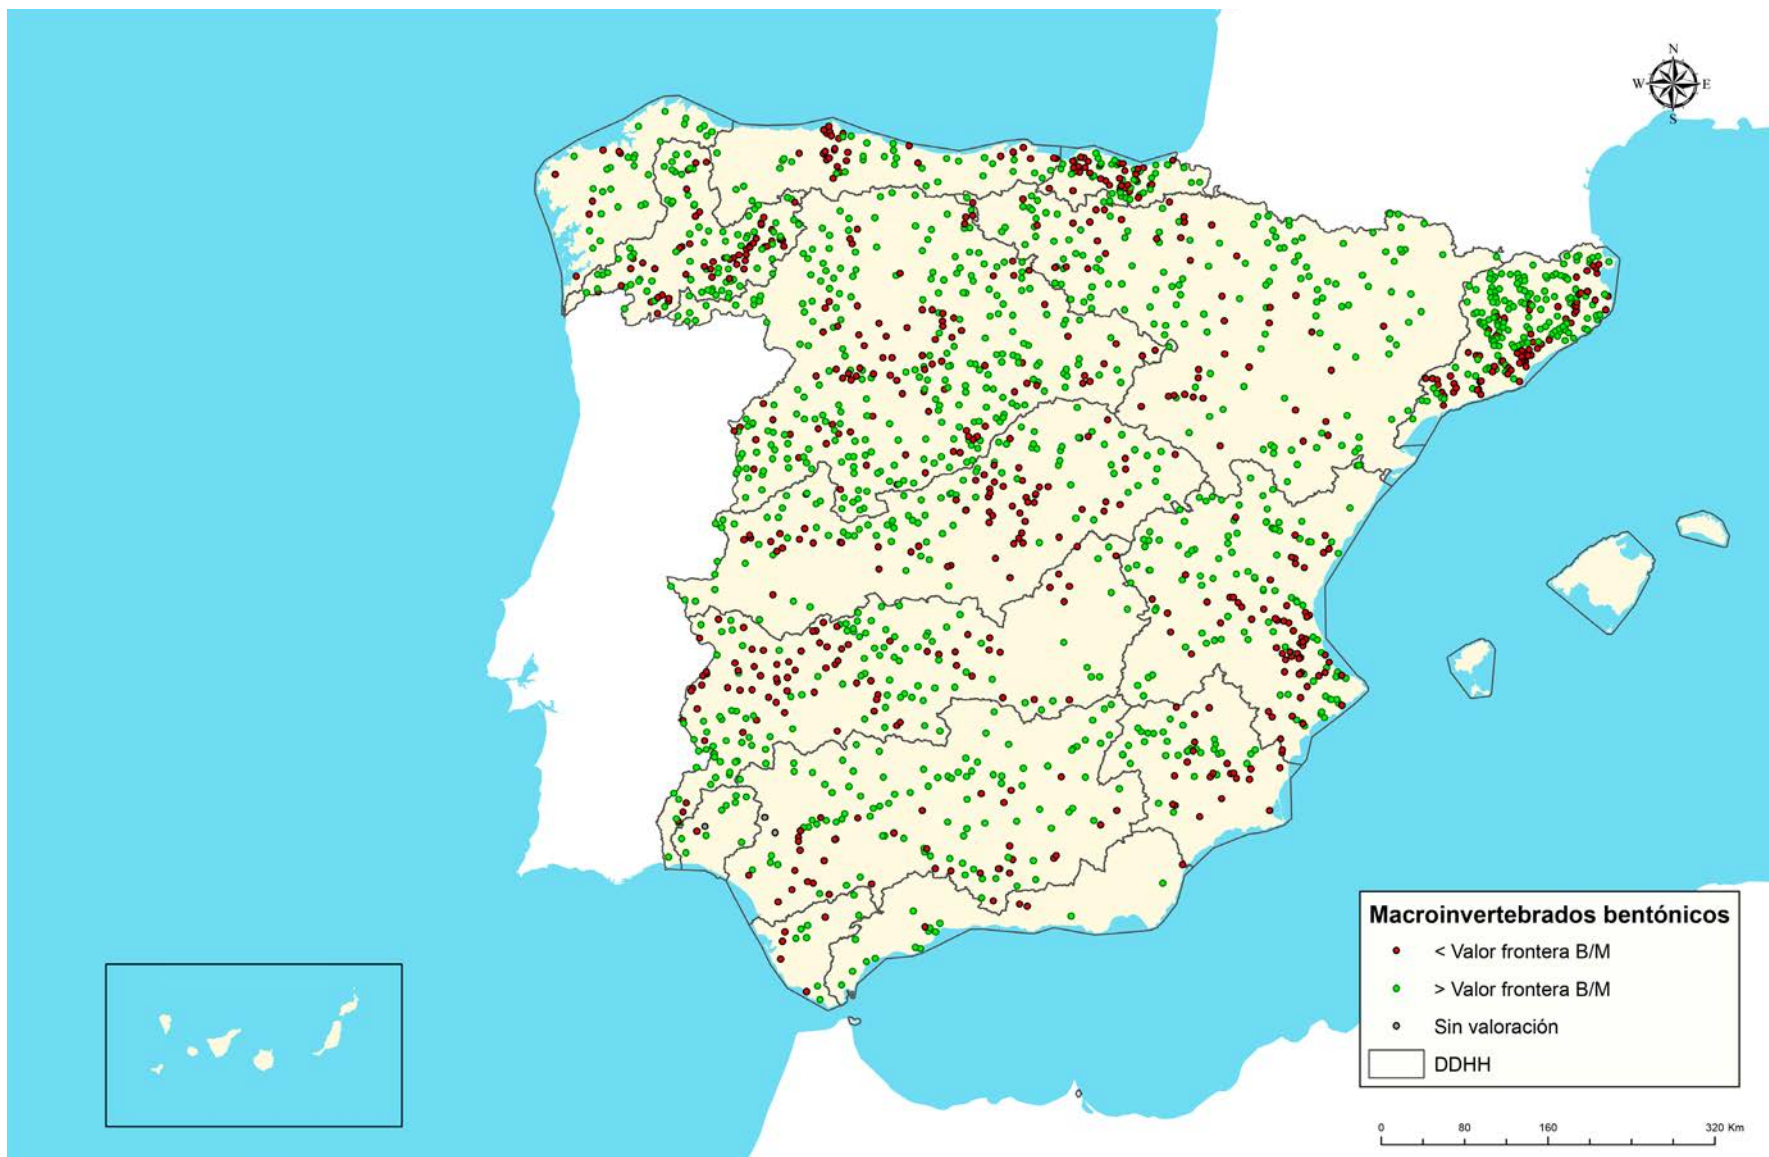 N
W E
S
Macroinvertebrados bentónicos
< Valor frontera B/M
> Valor frontera B/M
Sin valoración
DDHH
0 80 160 320 Km